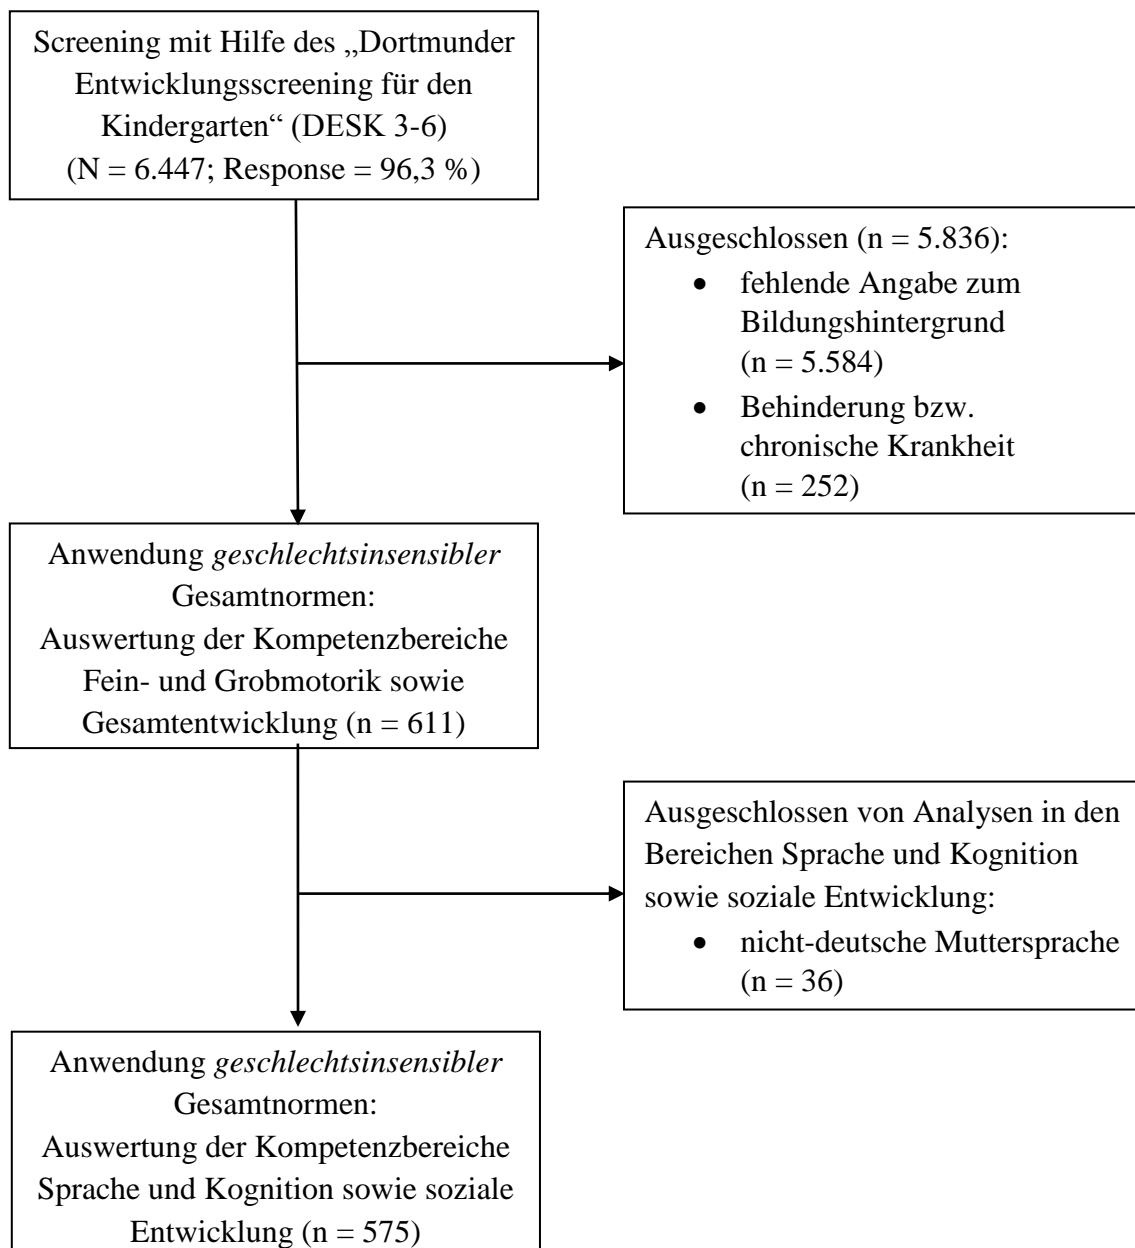 Screening mit Hilfe des „Dortmunder
Entwicklungsscreening für den
Kindergarten“ (DESK 3-6)
(N = 6.447; Response = 96,3 %)
Ausgeschlossen (n = 5.836):
• fehlende Angabe zum
Bildungshintergrund
(n = 5.584)
• Behinderung bzw.
chronische Krankheit
(n = 252)
Anwendung geschlechtsinsensibler
Gesamtnormen:
Auswertung der Kompetenzbereiche
Fein- und Grobmotorik sowie
Gesamtentwicklung (n = 611)
Ausgeschlossen von Analysen in den
Bereichen Sprache und Kognition
sowie soziale Entwicklung:
• nicht-deutsche Muttersprache
(n = 36)
Anwendung geschlechtsinsensibler
Gesamtnormen:
Auswertung der Kompetenzbereiche
Sprache und Kognition sowie soziale
Entwicklung (n = 575)